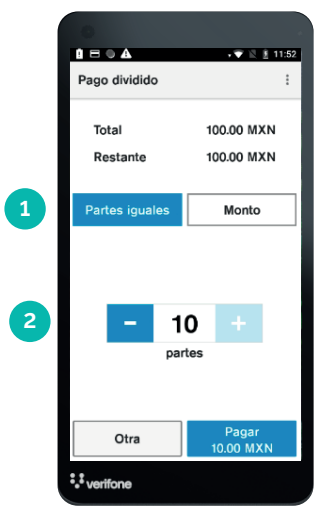 11:52
Pago dividido
Total 100.00 MXN
Restante 100.00 MXN
1
Partes iguales Monto
2
− 10 +
partes
Otra
Pagar
10.00 MXN
verifone